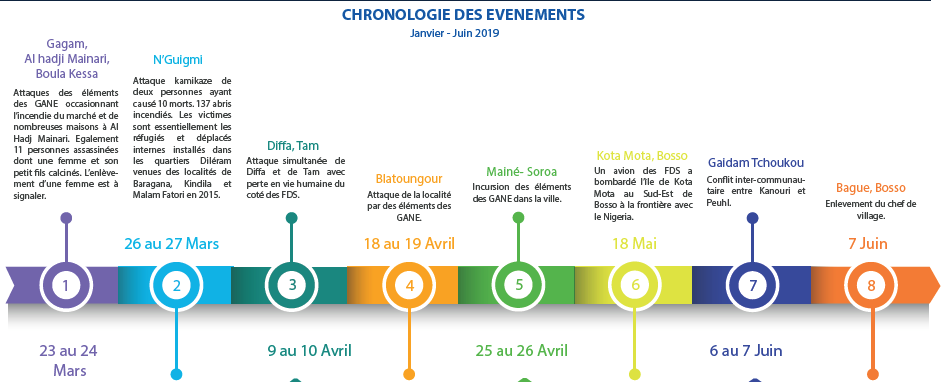 CHRONOLOGIE DES EVENEMENTS
Janvier - Juin 2019
Gagam,
Al hadji Mainari,
Boula Kessa
Attaques des éléments
des GANE occasionnant
l'incendie du marché et de
nombreuses maisons à Al
Hadj Mainari. Egalement
11 personnes assassinées
dont une femme et son
petit fils calcinés. L'enlève-
ment d'une femme est à
signaler.
N'Guigmi
Attaque kamikaze de
deux personnes ayant
causé 10 morts. 137 abris
incendiés. Les victimes
sont essentiellement les
réfugiés et déplacés
internes installés dans
les quartiers Diléram
venues des localités de
Baragana, Kindila et
Malam Fatori en 2015.
Diffa, Tam
Attaque simultanée de
Diffa et de Tam avec
perte en vie humaine du
coté des FDS.
Blatoungour
Attaque de la localité
par des éléments des
GANE.
Mainé- Soroa
Incursion des éléments
des GANE dans la ville.
Kota Mota, Bosso
Un avion des FDS a
bombardé l'Ile de Kota
Mota au Sud-Est de
Bosso à la frontière avec
le Nigeria.
Gaidam Tchoukou
Conflit inter-communau-
taire entre Kanouri et
Peuhl.
Bague, Bosso
Enlevement du chef de
village.
26 au 27 Mars
18 au 19 Avril
18 Mai
7 Juin
1
2
3
4
5
6
7
8
23 au 24
Mars
9 au 10 Avril
25 au 26 Avril
6 au 7 Juin